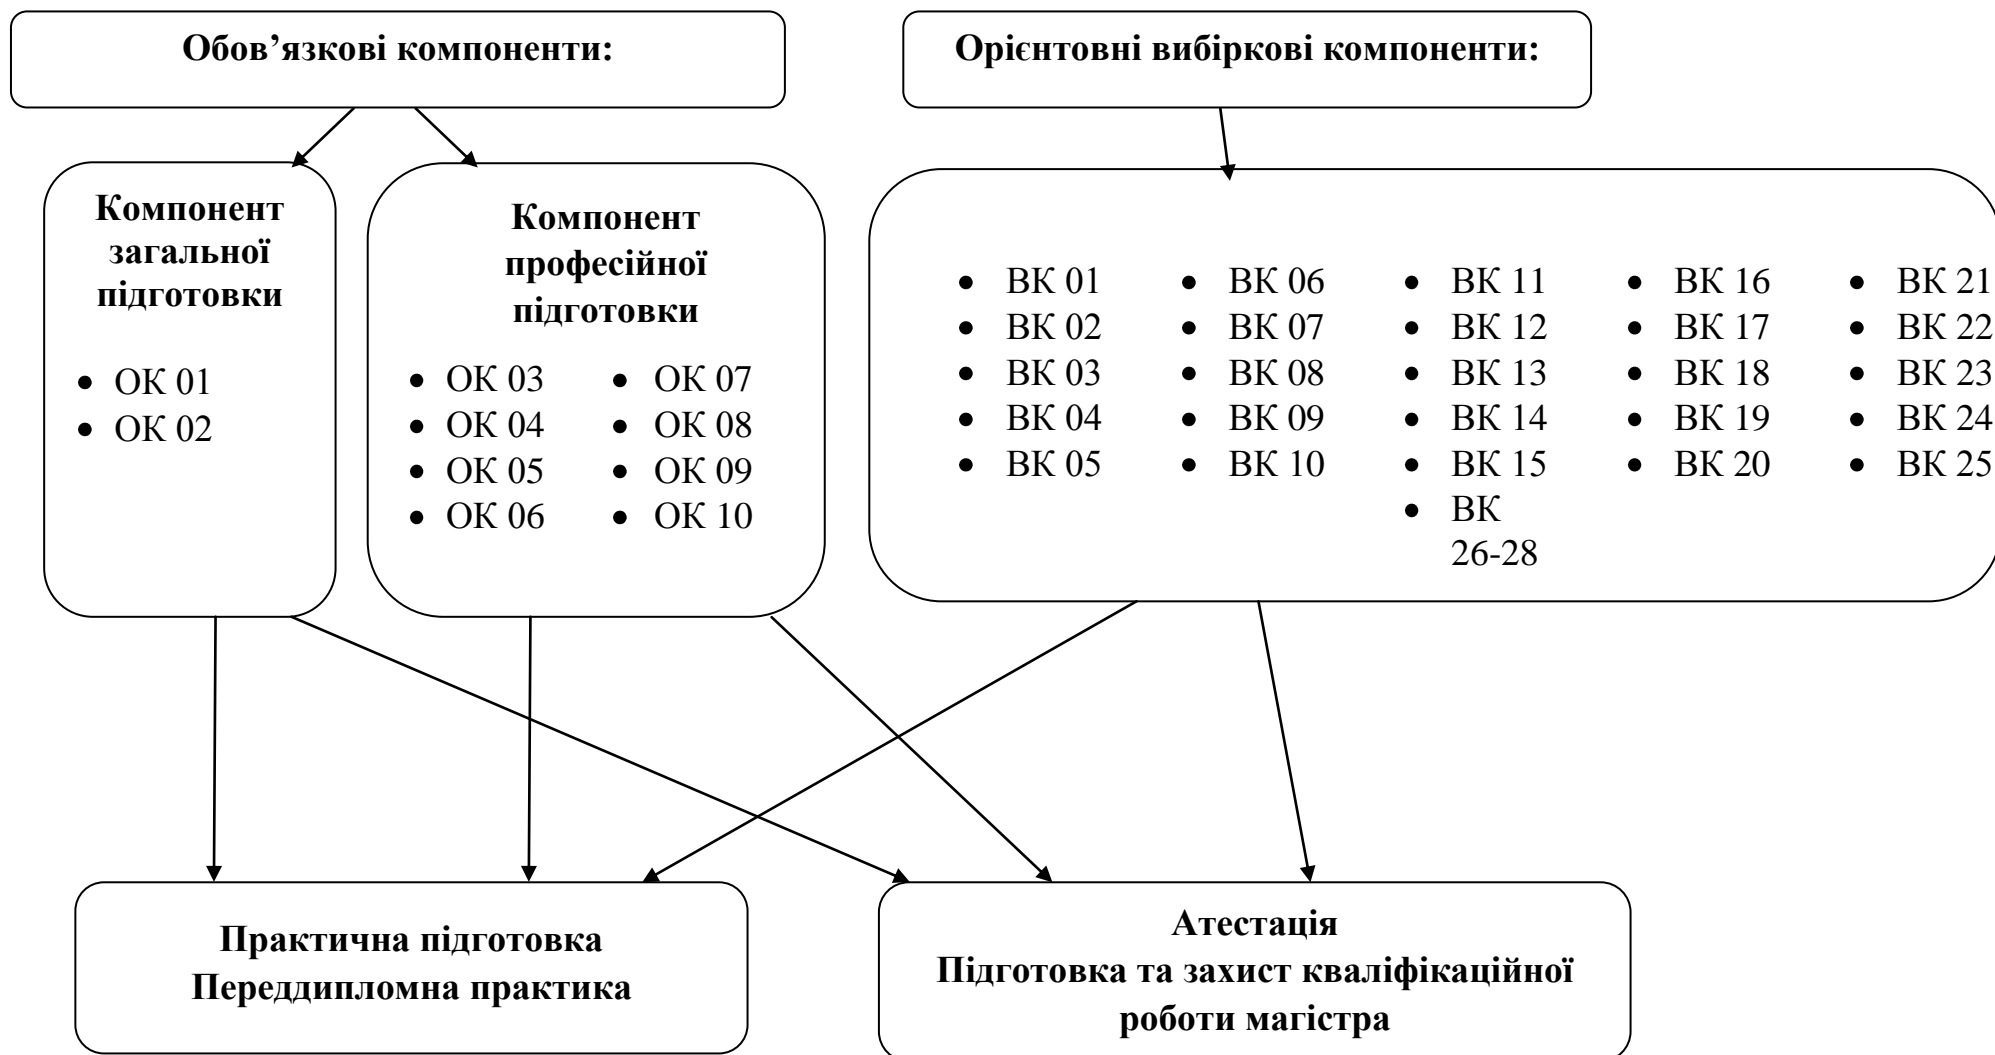 Обов’язкові компоненти:
Орієнтовні вибіркові компоненти:
Компонент
загальної
підготовки
• ОК 01
• ОК 02
Компонент
професійної
підготовки
• ОК 03
• ОК 04
• ОК 05
• ОК 06
• ОК 07
• ОК 08
• ОК 09
• ОК 10
• ВК 01
• ВК 02
• ВК 03
• ВК 04
• ВК 05
• ВК 06
• ВК 07
• ВК 08
• ВК 09
• ВК 10
• ВК 11
• ВК 12
• ВК 13
• ВК 14
• ВК 15
• ВК
26-28
• ВК 16
• ВК 17
• ВК 18
• ВК 19
• ВК 20
• ВК 21
• ВК 22
• ВК 23
• ВК 24
• ВК 25
Практична підготовка
Переддипломна практика
Атестація
Підготовка та захист кваліфікаційної
роботи магістра